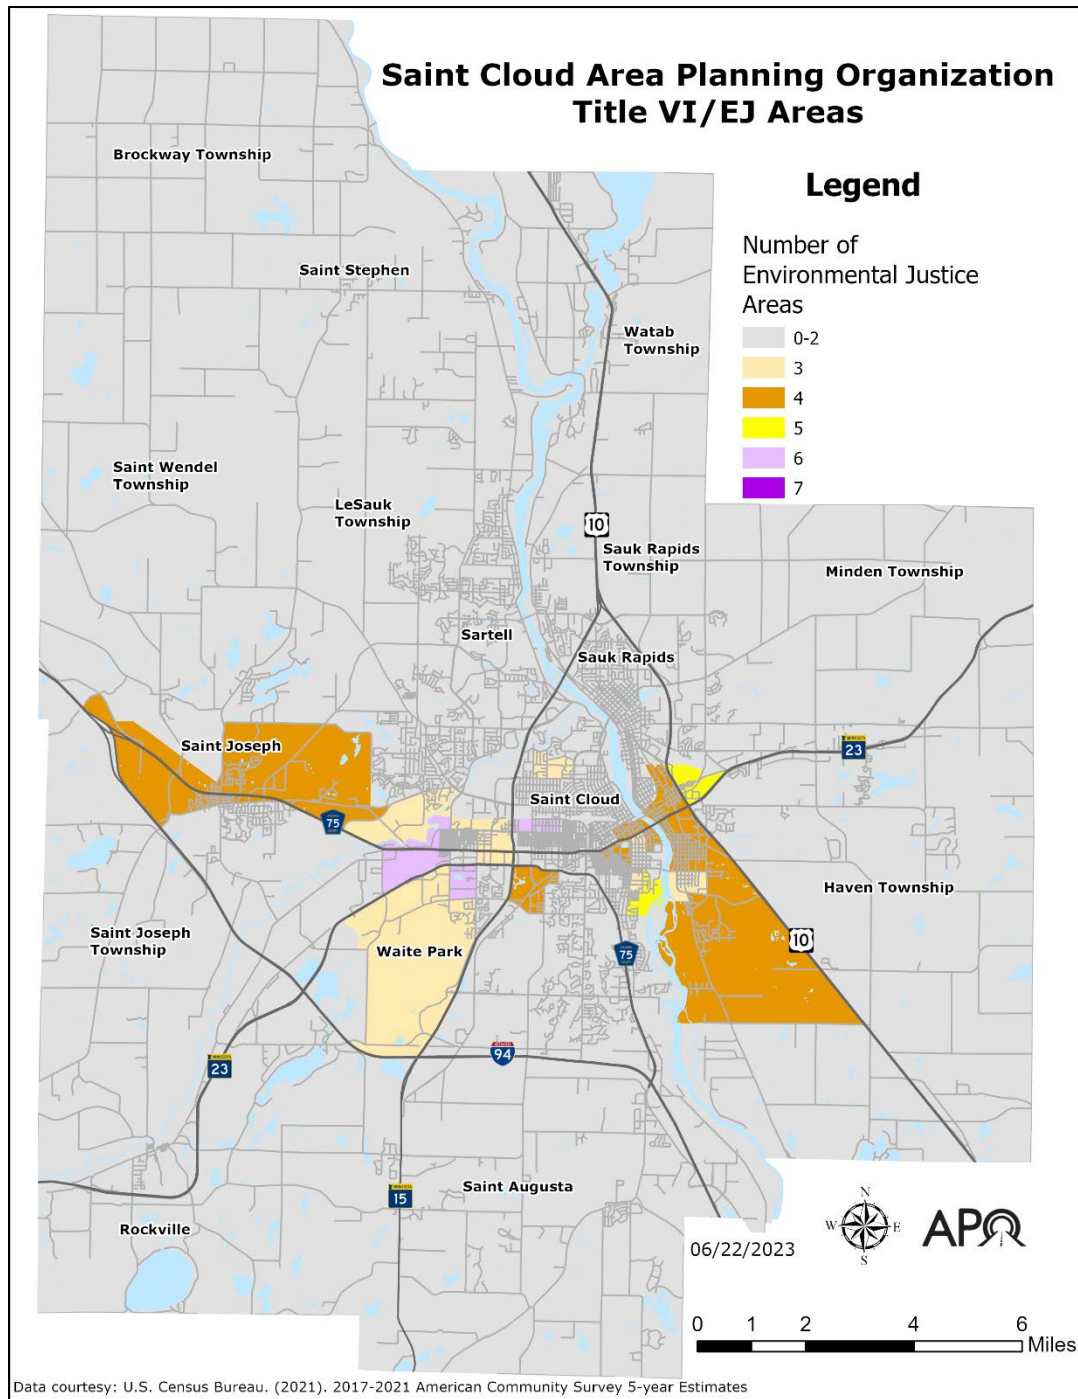 Saint Cloud Area Planning Organization
Title VI/EJ Areas
Legend
Number of
Environmental Justice
Areas
0-2
3
4
5
6
7
Brockway Township
Saint Stephen
Watab
Township
Saint Wendel
Township
LeSauk
Township
10
Sauk Rapids
Township
Minden Township
Sartell
Sauk Rapids
Saint Joseph
MINNESOTA
23
Saint Cloud
75
Haven Township
Saint Joseph
Township
Waite Park
10
75
94
MINNESOTA
23
Saint Augusta
MINNESOTA
15
Rockville
N
W
E
S
APO
06/22/2023
0
1
2
4
6
Miles
Data courtesy: U.S. Census Bureau. (2021). 2017-2021 American Community Survey 5-year Estimates